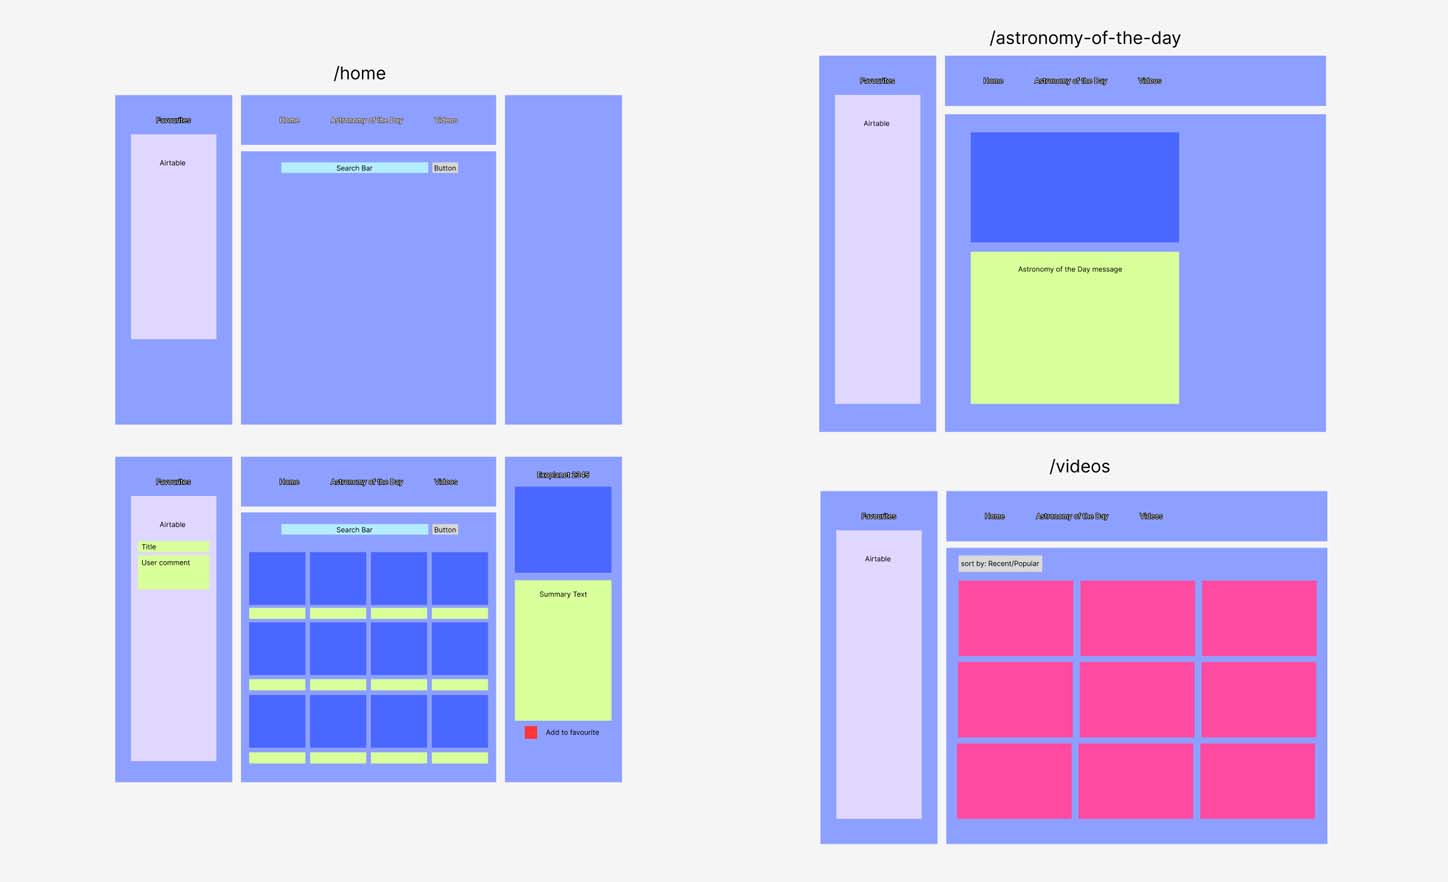 /home
Favourites
Home Astronomy of the Day Videos
Airtable
Search Bar Button
Favourites
Home Astronomy of the Day Videos
Exoplanet 2345
Airtable
Search Bar Button
Title
User comment
Summary Text
Add to favourite
/astronomy-of-the-day
Favourites
Home Astronomy of the Day Videos
Airtable
Astronomy of the Day message
/videos
Favourites
Home Astronomy of the Day Videos
Airtable
sort by: Recent/Popular